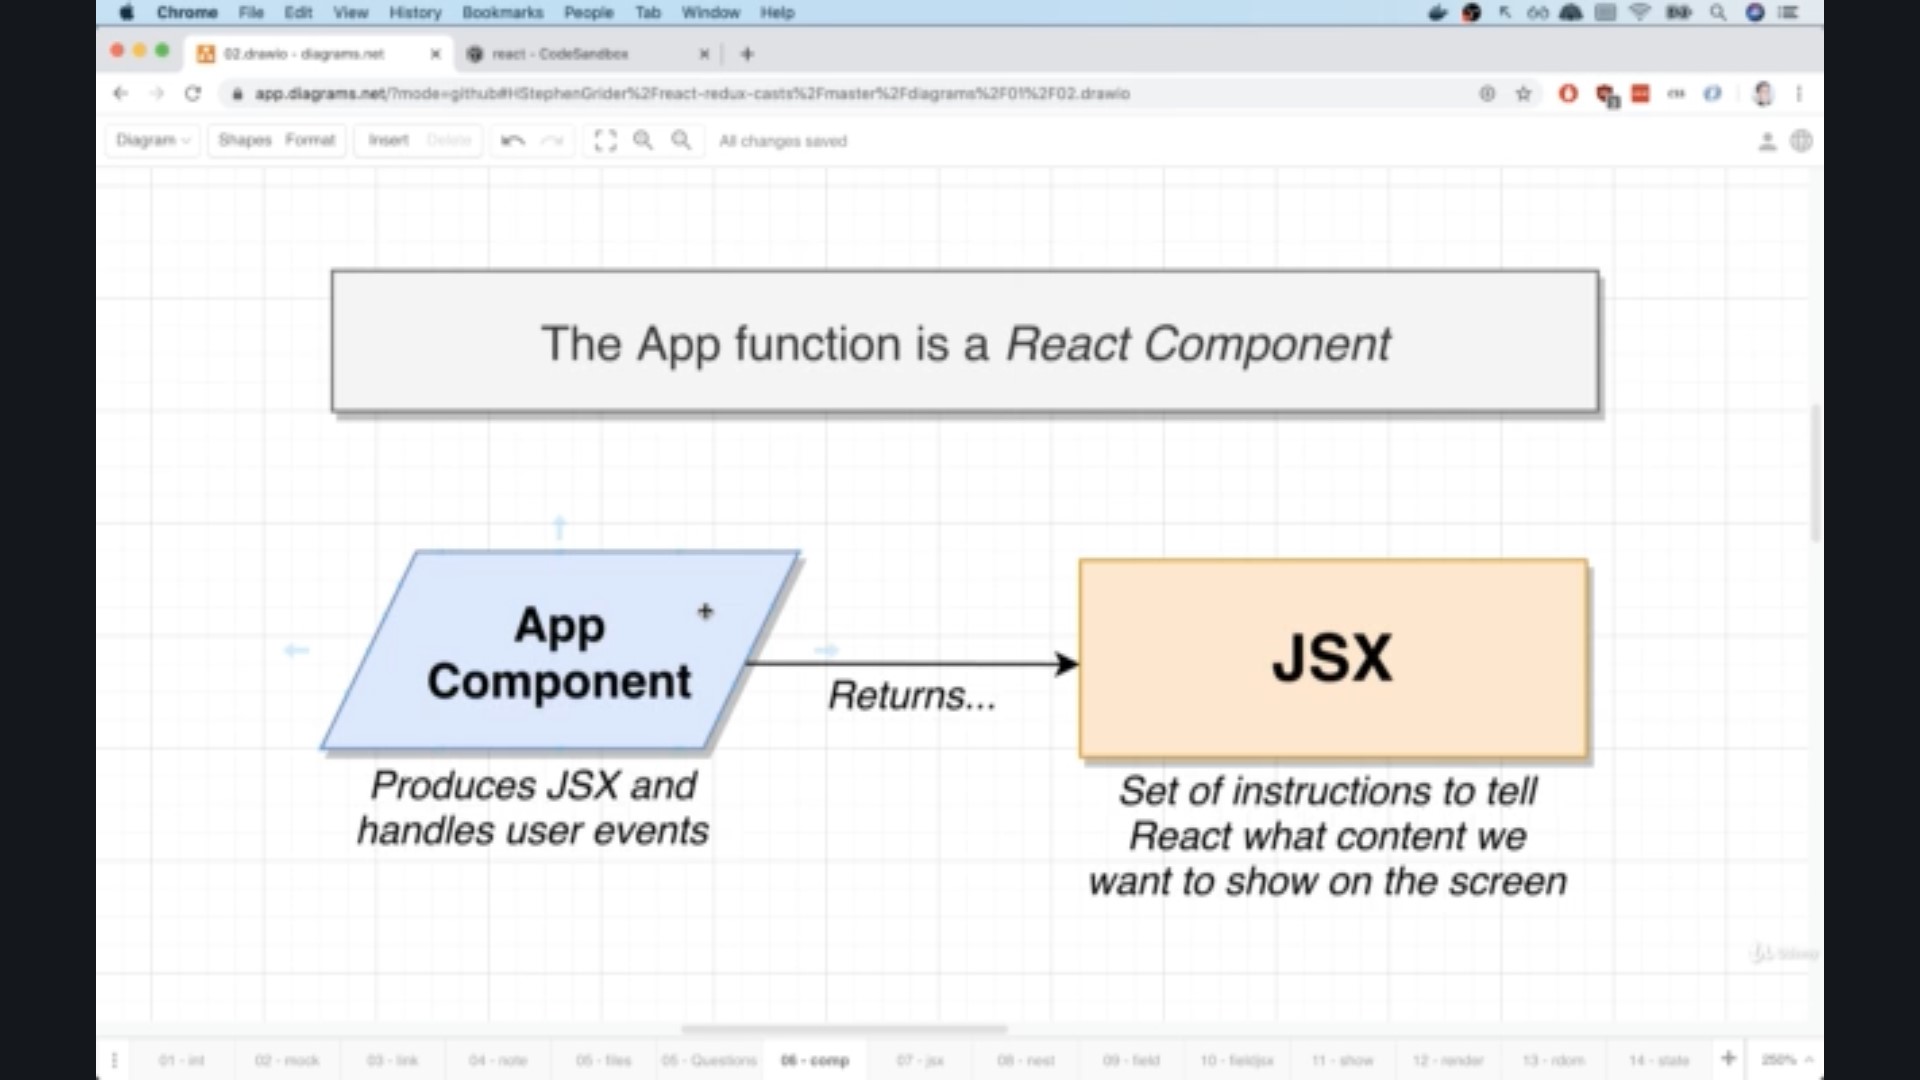 Chrome File Edit View History Bookmarks People Tab Window Help
02.drawio - diagrams.net
react - CodeSandbox
app.diagrams.net/?mode=github#HStephenGrider%2Freact-redux-casts%2Fmaster%2Fdiagrams%2F01%2F02.drawio
Diagram Shapes Format Insert Delete All changes saved
The App function is a React Component
App
Component
Returns...
JSX
Produces JSX and
handles user events
Set of instructions to tell
React what content we
want to show on the screen
01 - int 02 - mock 03 - link 04 - note 05 - files 05 - Questions 06 - comp 07 - jsx 08 - nest 09 - field 10 - fieldjsx 11 - show 12 - render 13 - rdom 14 - state 250%